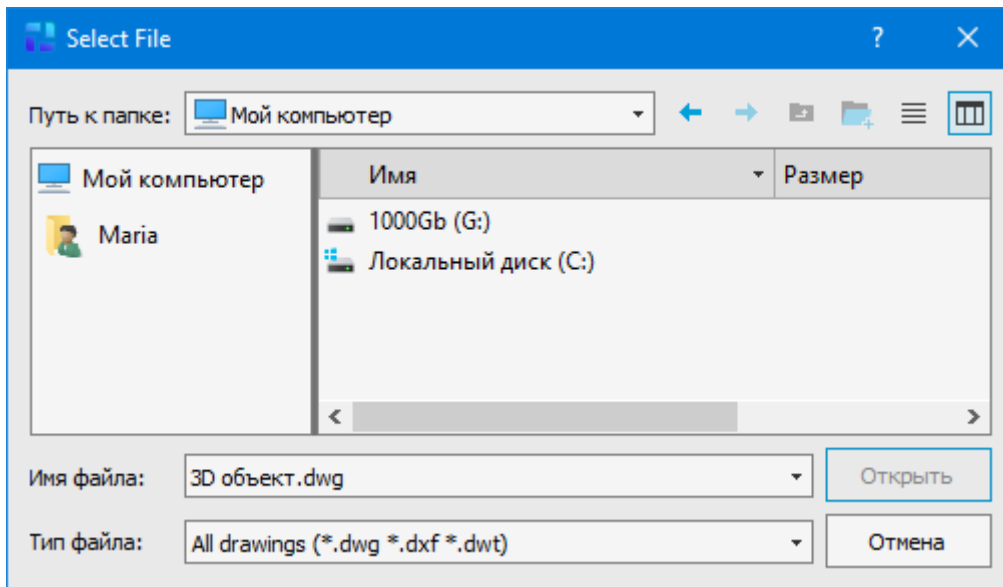 Select File
Путь к папке: Мой компьютер
Мой компьютер
Maria
Имя Размер
1000Gb (G:)
Локальный диск (C:)
Имя файла: 3D объект.dwg Открыть
Тип файла: All drawings (*.dwg *.dxf *.dwt) Отмена